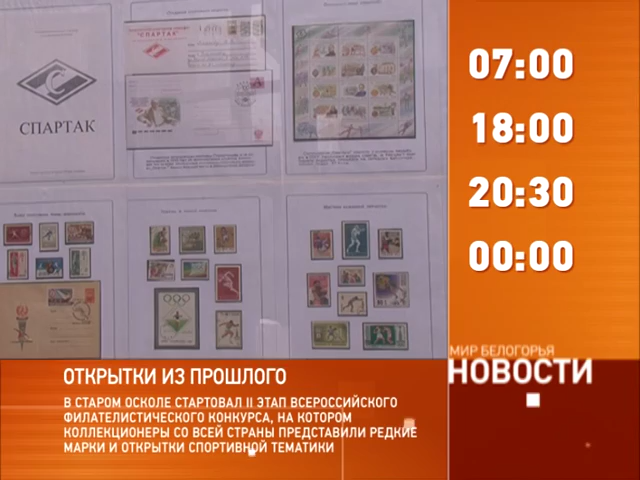 СПАРТАК
"СПАРТАК"
07:00
18:00
20:30
00:00
МИР БЕЛОГОРЬЯ
НОВОСТИ
ОТКРЫТКИ ИЗ ПРОШЛОГО
В СТАРОМ ОСКОЛЕ СТАРТОВАЛ II ЭТАП ВСЕРОССИЙСКОГО
ФИЛАТЕЛИСТИЧЕСКОГО КОНКУРСА, НА КОТОРОМ
КОЛЛЕКЦИОНЕРЫ СО ВСЕЙ СТРАНЫ ПРЕДСТАВИЛИ РЕДКИЕ
МАРКИ И ОТКРЫТКИ СПОРТИВНОЙ ТЕМАТИКИ